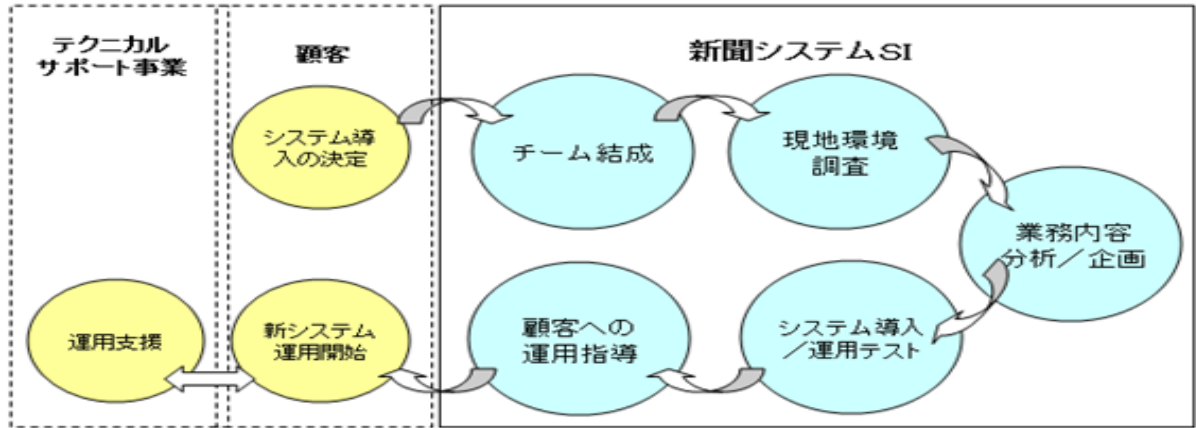 テクニカル
サポート事業
顧客
新聞システムSI
システム導
入の決定
チーム結成
現地環境
調査
業務内容
分析／企画
運用支援
新システム
運用開始
顧客への
運用指導
システム導入
／運用テスト